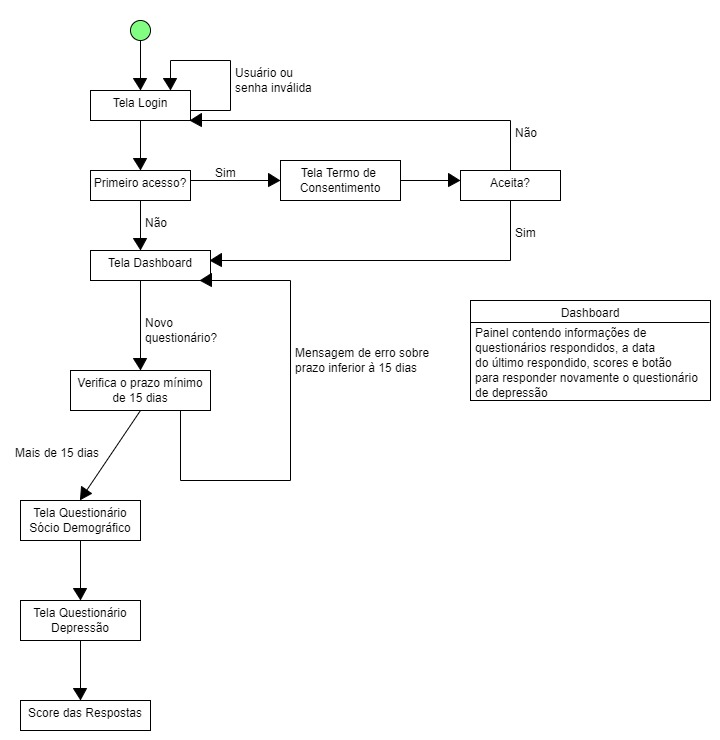 Usuário ou
senha inválida
Tela Login
Não
Primeiro acesso?
Sim
Tela Termo de
Consentimento
Aceita?
Não
Sim
Tela Dashboard
Novo
questionário?
Mensagem de erro sobre
prazo inferior à 15 dias
Dashboard
Painel contendo informações de
questionários respondidos, a data
do último respondido, scores e botão
para responder novamente o questionário
de depressão
Verifica o prazo mínimo
de 15 dias
Mais de 15 dias
Tela Questionário
Sócio Demográfico
Tela Questionário
Depressão
Score das Respostas